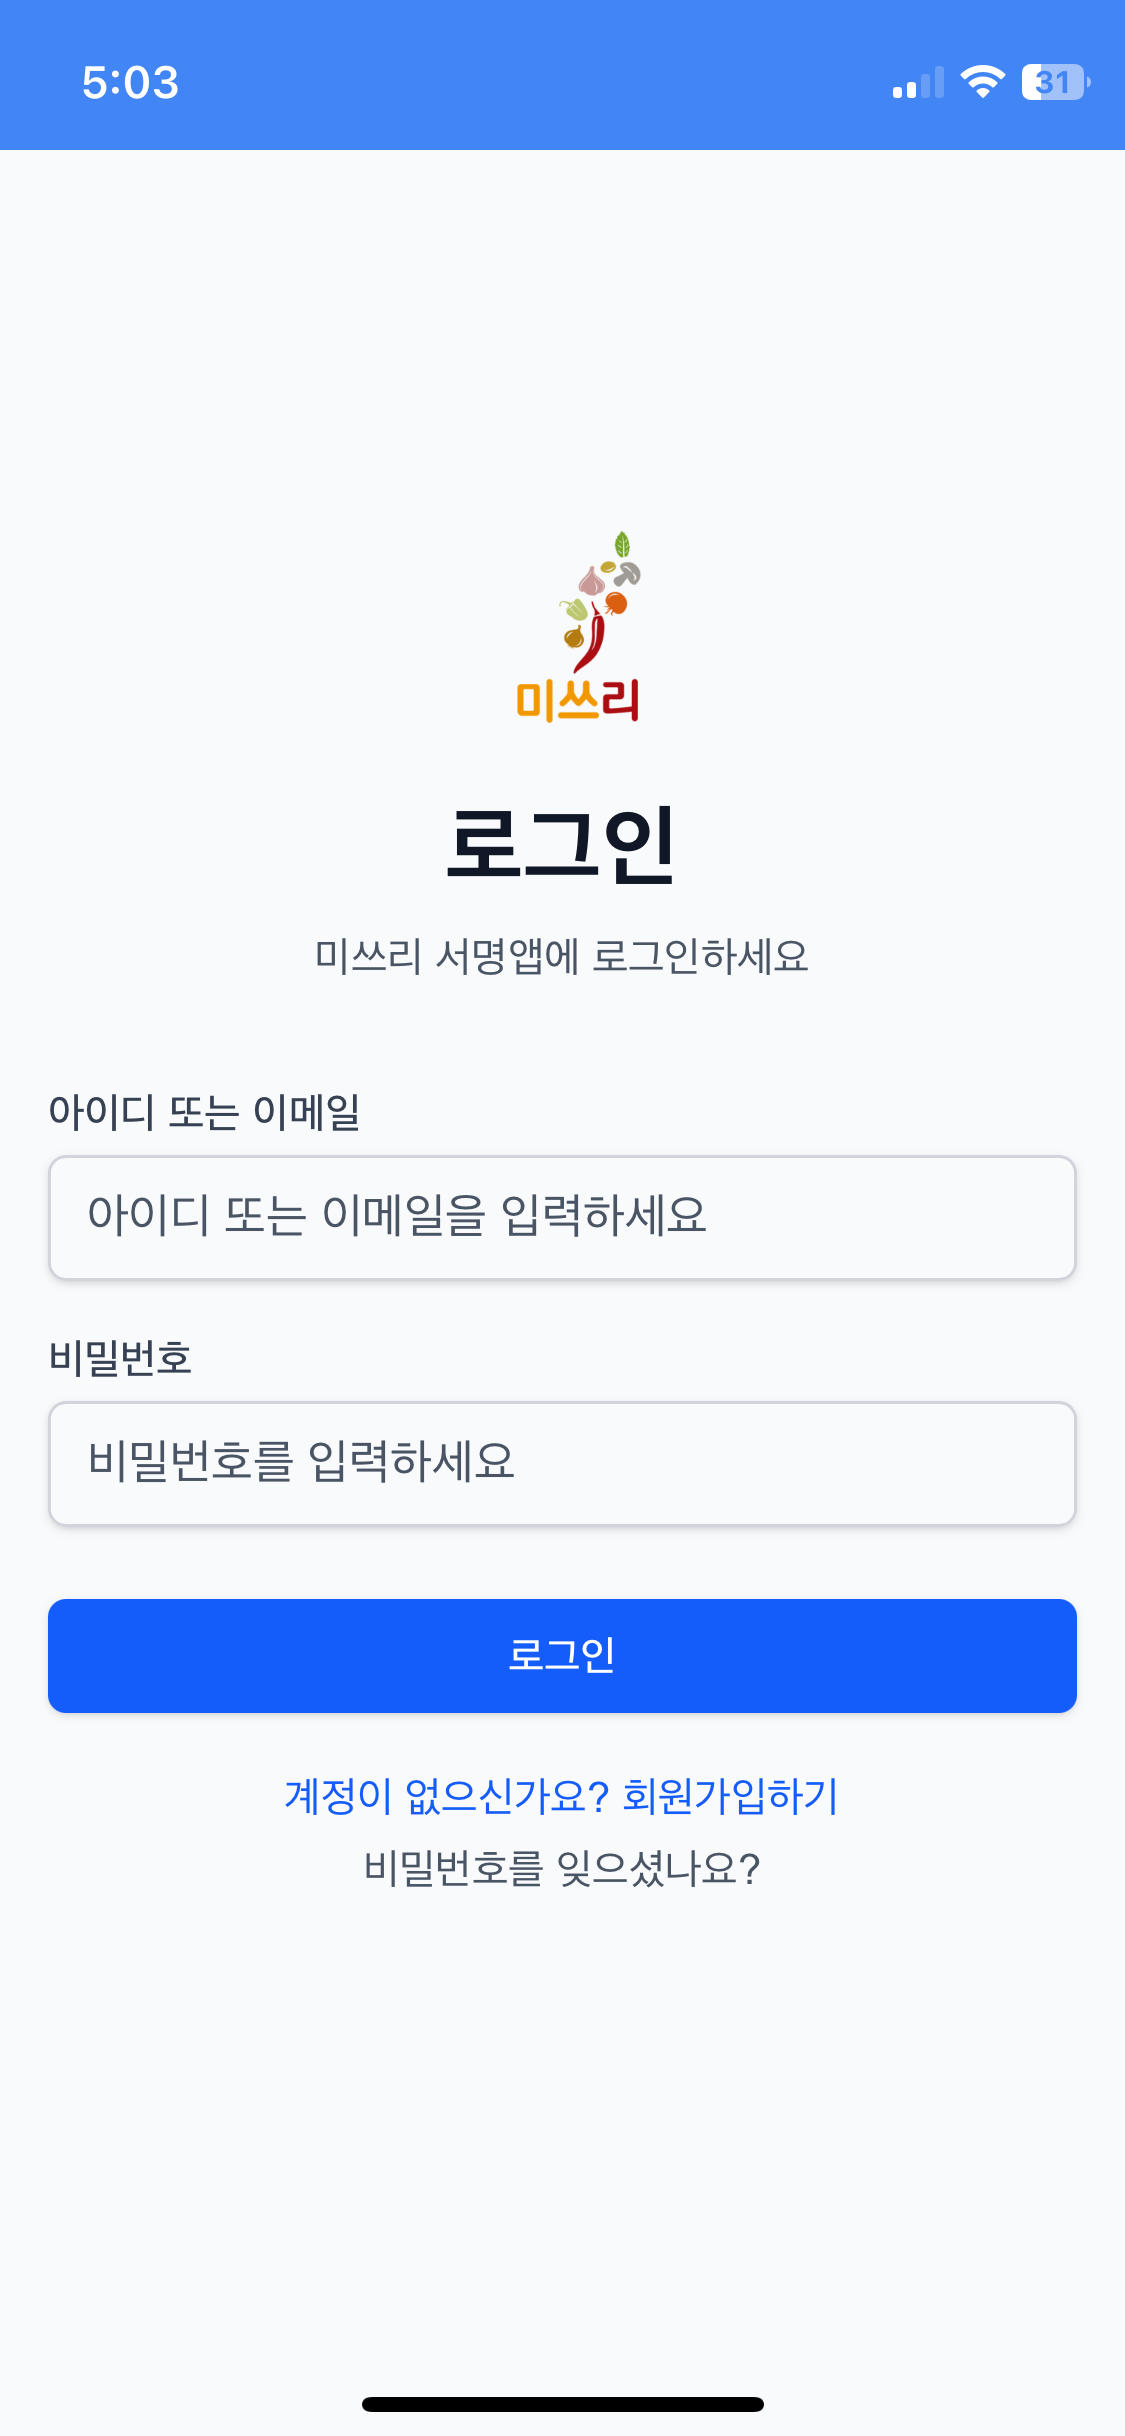 5:03
31
미쓰리
로그인
미쓰리 서명앱에 로그인하세요
아이디 또는 이메일
아이디 또는 이메일을 입력하세요
비밀번호
비밀번호를 입력하세요
로그인
계정이 없으신가요? 회원가입하기
비밀번호를 잊으셨나요?